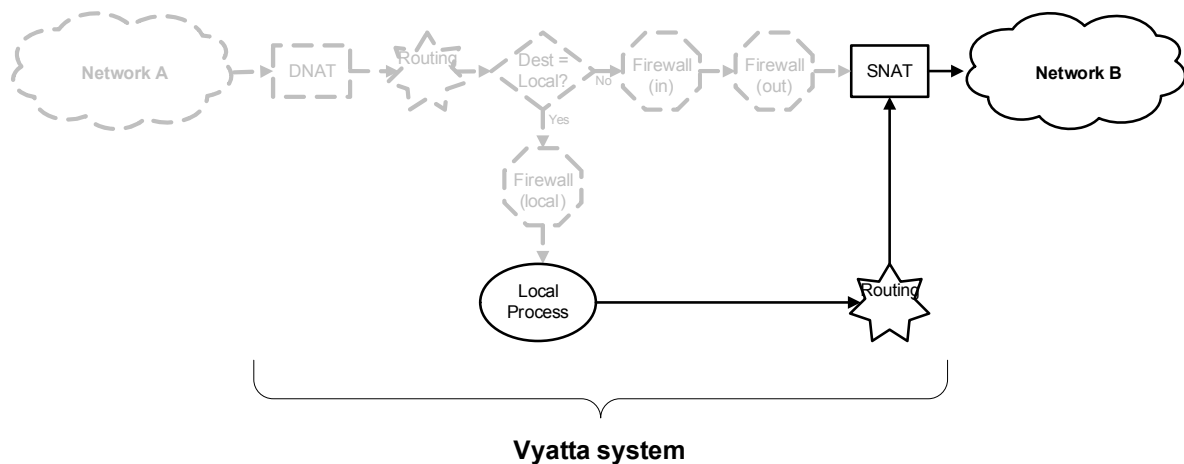 Network A
DNAT
Routing
Dest =
Local?
No
Firewall
(in)
Firewall
(out)
SNAT
Network B
Yes
Firewall
(local)
Local
Process
Routing
Vyatta system